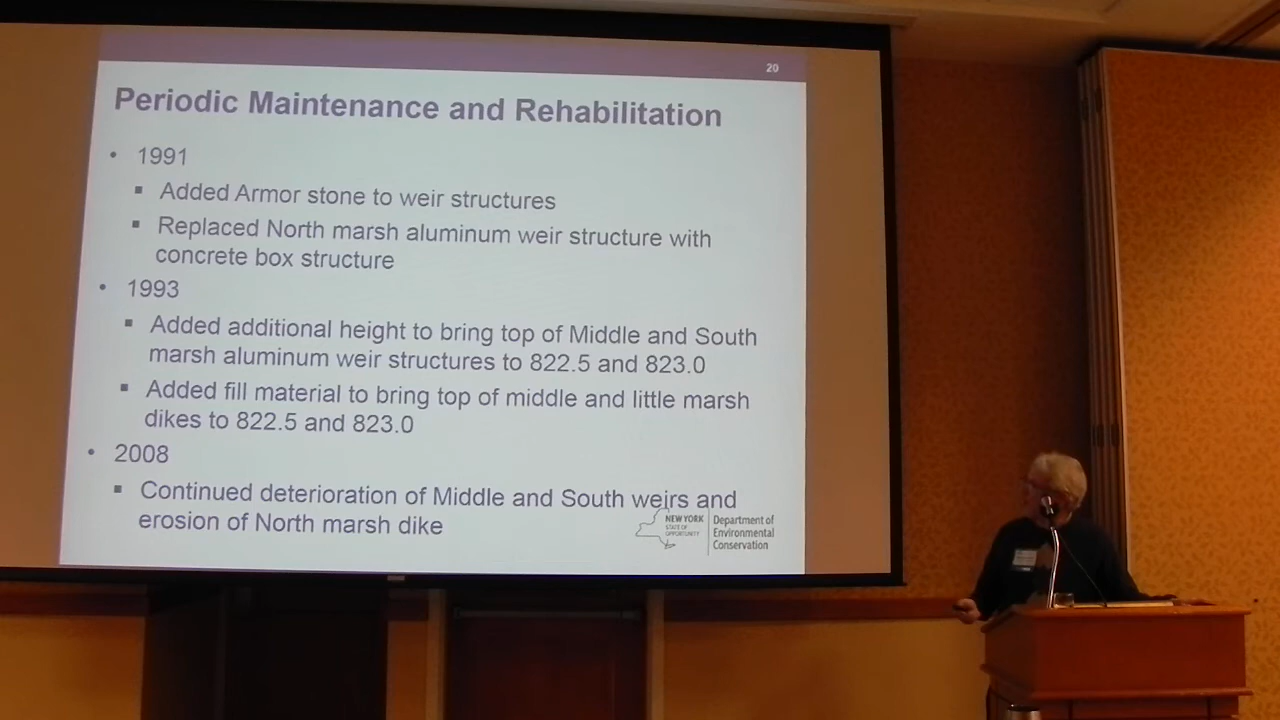 20
Periodic Maintenance and Rehabilitation
• 1991
▪ Added Armor stone to weir structures
▪ Replaced North marsh aluminum weir structure with
concrete box structure
• 1993
▪ Added additional height to bring top of Middle and South
marsh aluminum weir structures to 822.5 and 823.0
▪ Added fill material to bring top of middle and little marsh
dikes to 822.5 and 823.0
• 2008
▪ Continued deterioration of Middle and South weirs and
erosion of North marsh dike
NEW YORK
STATE OF
OPPORTUNITY
Department of
Environmental
Conservation